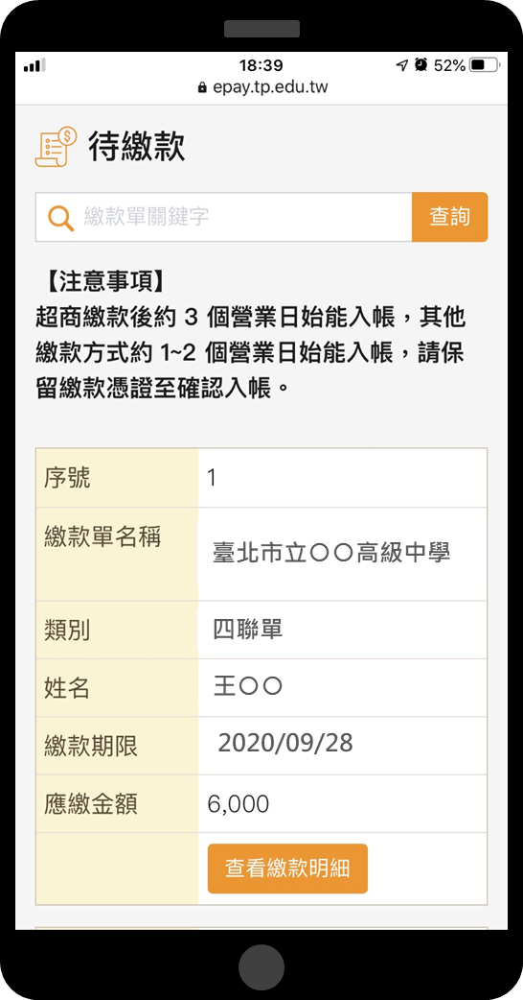 18:39
52%
epay.tp.edu.tw
待繳款
繳款單關鍵字
查詢
【注意事項】
超商繳款後約 3 個營業日始能入帳，其他
繳款方式約 1~2 個營業日始能入帳，請保
留繳款憑證至確認入帳。
序號 1
繳款單名稱 臺北市立〇〇高級中學
類別 四聯單
姓名 王〇〇
繳款期限 2020/09/28
應繳金額 6,000
查看繳款明細